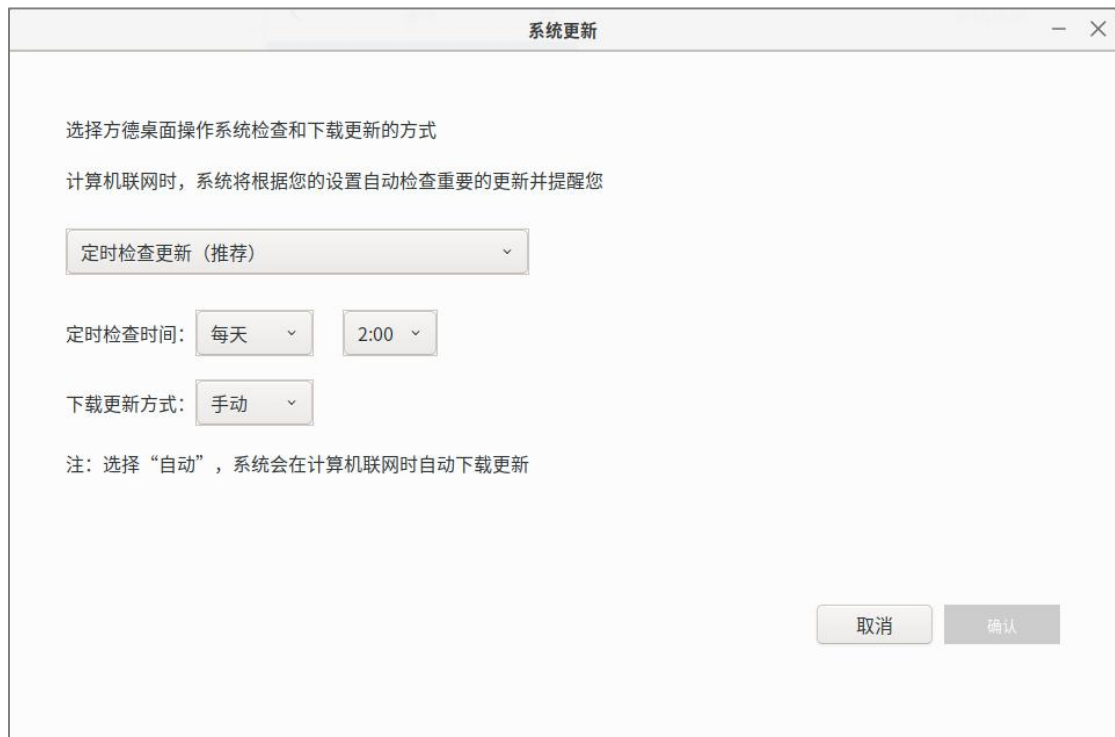 系统更新
选择方德桌面操作系统检查和下载更新的方式
计算机联网时，系统将根据您的设置自动检查重要的更新并提醒您
定时检查更新（推荐）
定时检查时间： 每天 2:00
下载更新方式： 手动
注：选择“自动”，系统会在计算机联网时自动下载更新
取消 确认